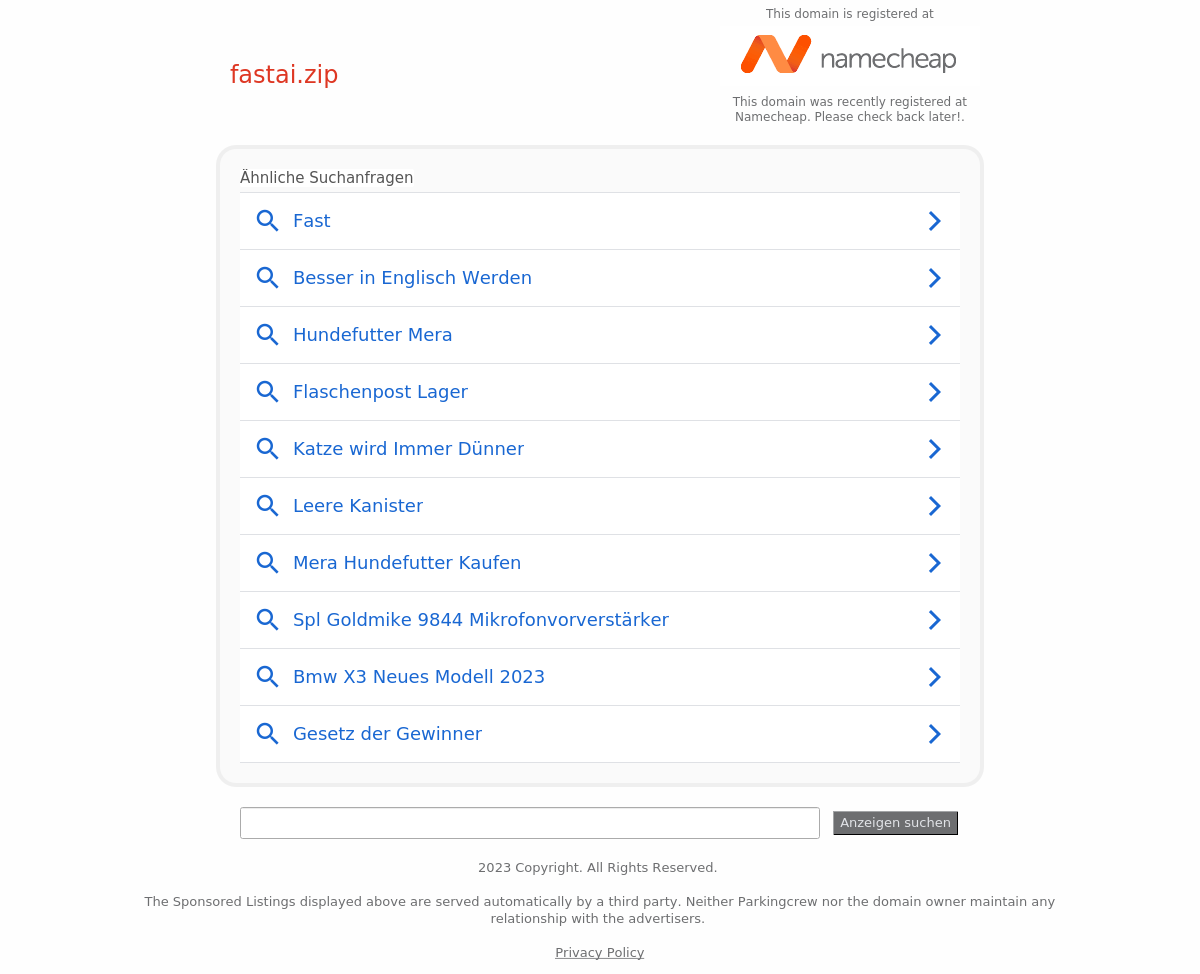 This domain is registered at
fastai.zip
namecheap
This domain was recently registered at
Namecheap. Please check back later!.
Ähnliche Suchanfragen
Fast
Besser in Englisch Werden
Hundefutter Mera
Flaschenpost Lager
Katze wird Immer Dünner
Leere Kanister
Mera Hundefutter Kaufen
Spl Goldmike 9844 Mikrofonvorverstärker
Bmw X3 Neues Modell 2023
Gesetz der Gewinner
Anzeigen suchen
2023 Copyright. All Rights Reserved.
The Sponsored Listings displayed above are served automatically by a third party. Neither Parkingcrew nor the domain owner maintain any
relationship with the advertisers.
Privacy Policy